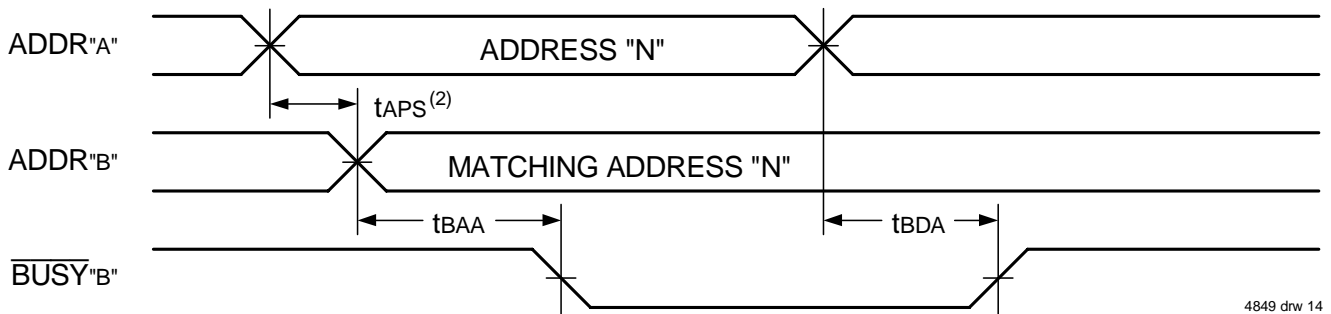 ADDR"A"
ADDRESS "N"
tAPS(2)
ADDR"B"
MATCHING ADDRESS "N"
tBAA
tBDA
BUSY"B"
4849 drw 14